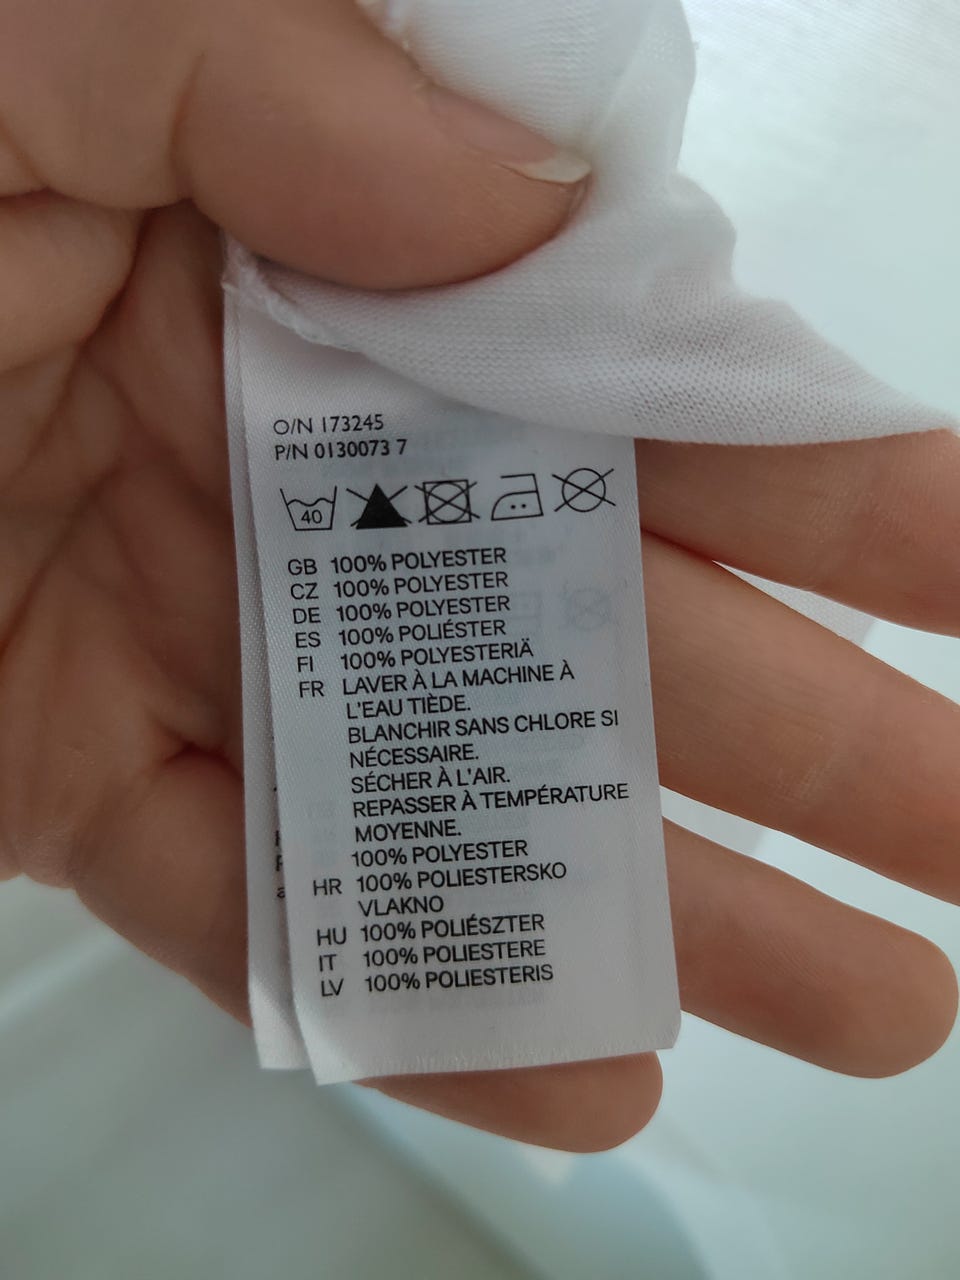 O/N 173245
P/N 0130073 7
40
GB 100% POLYESTER
CZ 100% POLYESTER
DE 100% POLYESTER
ES 100% POLIÉSTER
FI 100% POLYESTERIÄ
FR LAVER À LA MACHINE À
L'EAU TIÈDE.
BLANCHIR SANS CHLORE SI
NÉCESSAIRE.
SÉCHER À L'AIR.
REPASSER À TEMPÉRATURE
MOYENNE.
100% POLYESTER
HR 100% POLIESTERSKO
VLAKNO
HU 100% POLIÉSZTER
IT 100% POLIESTERE
LV 100% POLIESTERIS